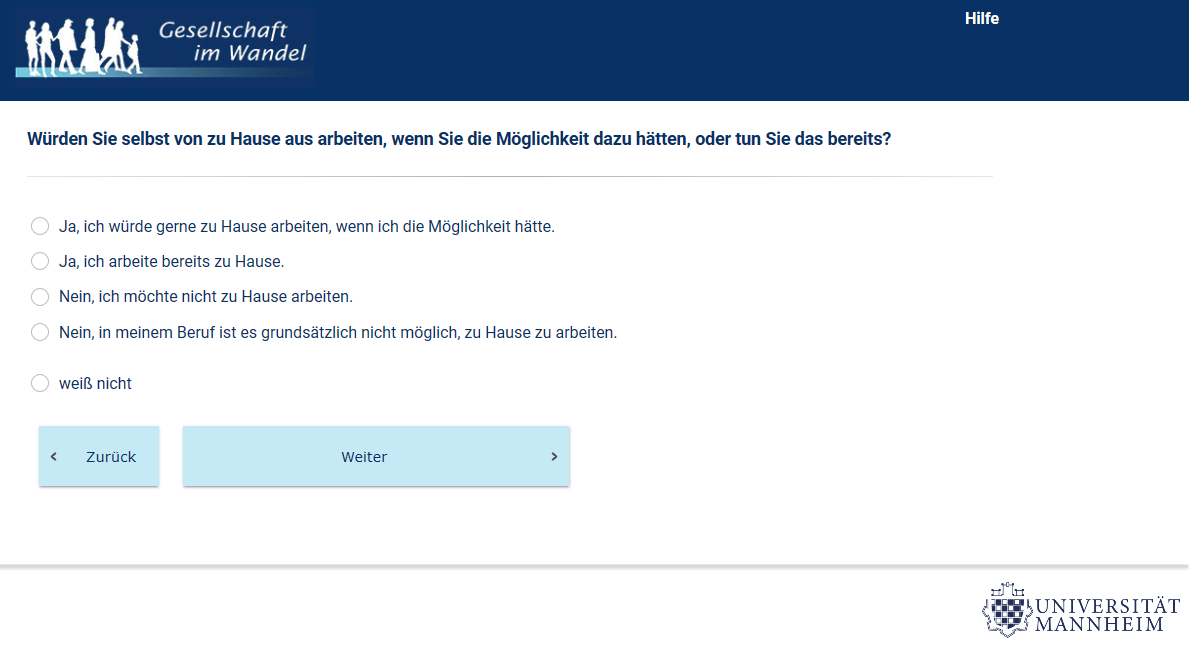 Gesellschaft
im Wandel
Hilfe
Würden Sie selbst von zu Hause aus arbeiten, wenn Sie die Möglichkeit dazu hätten, oder tun Sie das bereits?
Ja, ich würde gerne zu Hause arbeiten, wenn ich die Möglichkeit hätte.
Ja, ich arbeite bereits zu Hause.
Nein, ich möchte nicht zu Hause arbeiten.
Nein, in meinem Beruf ist es grundsätzlich nicht möglich, zu Hause zu arbeiten.
weiß nicht
Zurück
Weiter
UNIVERSITÄT
MANNHEIM